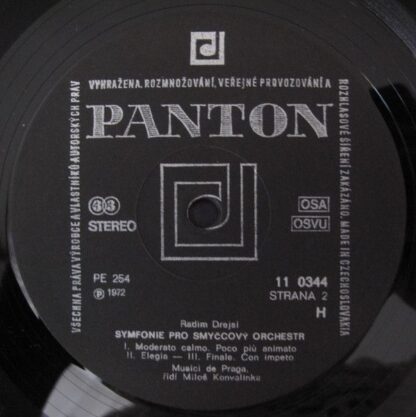 VŠECHNA PRÁVA VÝROBCE A VLASTNÍKŮ AUTORSKÝCH PRÁV
VYHRAŽENA. ROZMNOŽOVÁNÍ, VEŘEJNÉ PROVOZOVÁNÍ A
ROZHLASOVÉ ŠÍŘENÍ ZAKÁZÁNO. MADE IN CZECHOSLOVAKIA
PANTON
33
STEREO
OSA
OSVU
PE 254
Ⓟ 1972
11 0344
STRANA 2
H
Radim Drejsl
SYMFONIE PRO SMYČCOVÝ ORCHESTR
I. Moderato calmo. Poco più animato
II. Elegia — III. Finale. Con impeto
Musici de Praga,
řídí Miloš Konvalinka